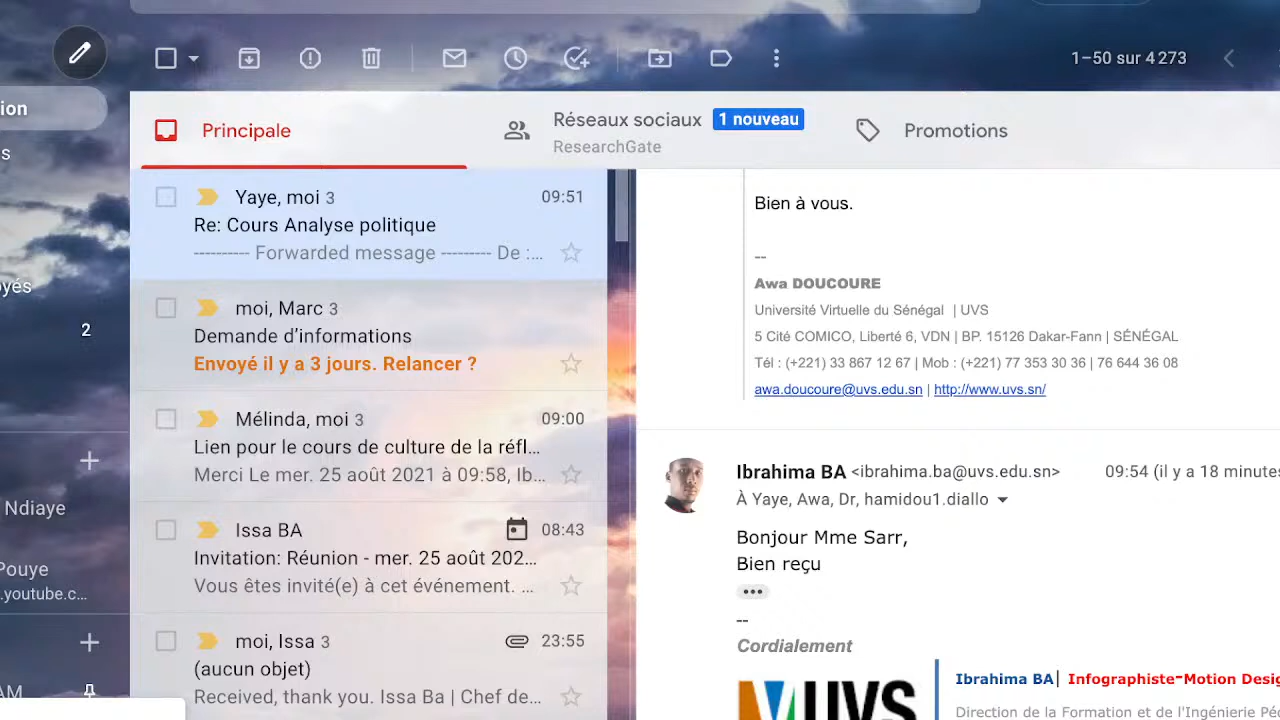 1–50 sur 4 273
ion
s
yés
2
Ndiaye
Pouye
.youtube.c...
AM
Principale
Réseaux sociaux 1 nouveau
ResearchGate
Promotions
Yaye, moi 3 09:51
Re: Cours Analyse politique
---------- Forwarded message --------- De :...
moi, Marc 3
Demande d’informations
Envoyé il y a 3 jours. Relancer ?
Mélinda, moi 3 09:00
Lien pour le cours de culture de la réfl...
Merci Le mer. 25 août 2021 à 09:58, Ib...
Issa BA 08:43
Invitation: Réunion - mer. 25 août 202...
Vous êtes invité(e) à cet événement. ...
moi, Issa 3 23:55
(aucun objet)
Received, thank you. Issa Ba | Chef de...
Bien à vous.
--
Awa DOUCOURE
Université Virtuelle du Sénégal | UVS
5 Cité COMICO, Liberté 6, VDN | BP. 15126 Dakar-Fann | SÉNÉGAL
Tél : (+221) 33 867 12 67 | Mob : (+221) 77 353 30 36 | 76 644 36 08
awa.doucoure@uvs.edu.sn | http://www.uvs.sn/
Ibrahima BA <ibrahima.ba@uvs.edu.sn> 09:54 (il y a 18 minutes
À Yaye, Awa, Dr, hamidou1.diallo
Bonjour Mme Sarr,
Bien reçu
•••
--
Cordialement
UVS
Ibrahima BA| Infographiste-Motion Desig
Direction de la Formation et de l'Ingénierie Pé